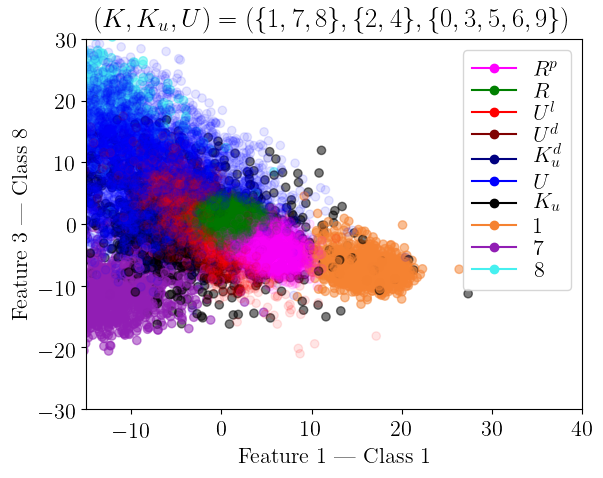 (K, K_u, U) = ({1, 7, 8}, {2, 4}, {0, 3, 5, 6, 9})
30
20
10
0
−10
−20
−30
Feature 3 — Class 8
R^p
R
U^l
U^d
K_u^d
U
K_u
1
7
8
−10
0
10
20
30
40
Feature 1 — Class 1